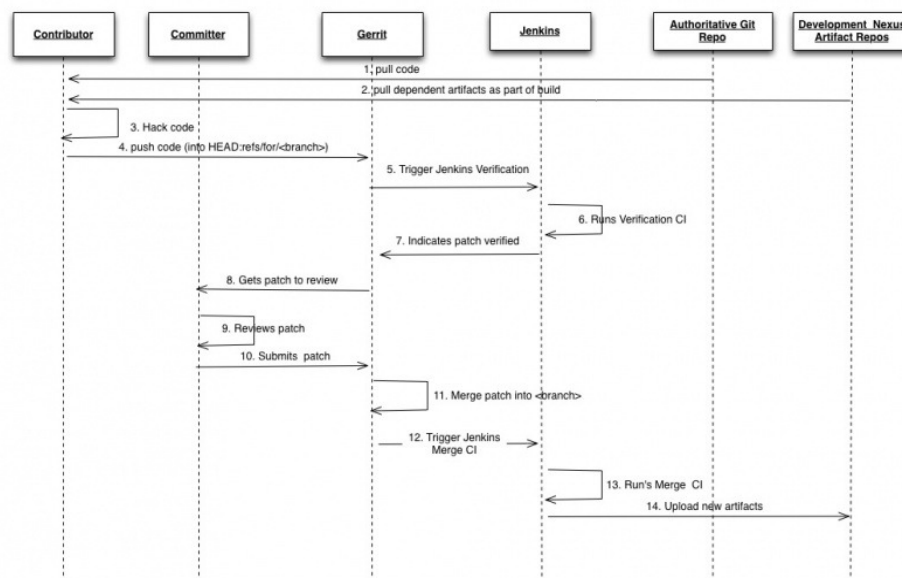 Contributor
Committer
Gerrit
Jenkins
Authoritative Git
Repo
Development Nexus
Artifact Repos
1. pull code
2. pull dependent artifacts as part of build
3. Hack code
4. push code (into HEAD:refs/for/<branch>)
5. Trigger Jenkins Verification
6. Runs Verification CI
7. Indicates patch verified
8. Gets patch to review
9. Reviews patch
10. Submits patch
11. Merge patch into <branch>
12. Trigger Jenkins
Merge CI
13. Run's Merge CI
14. Upload new artifacts